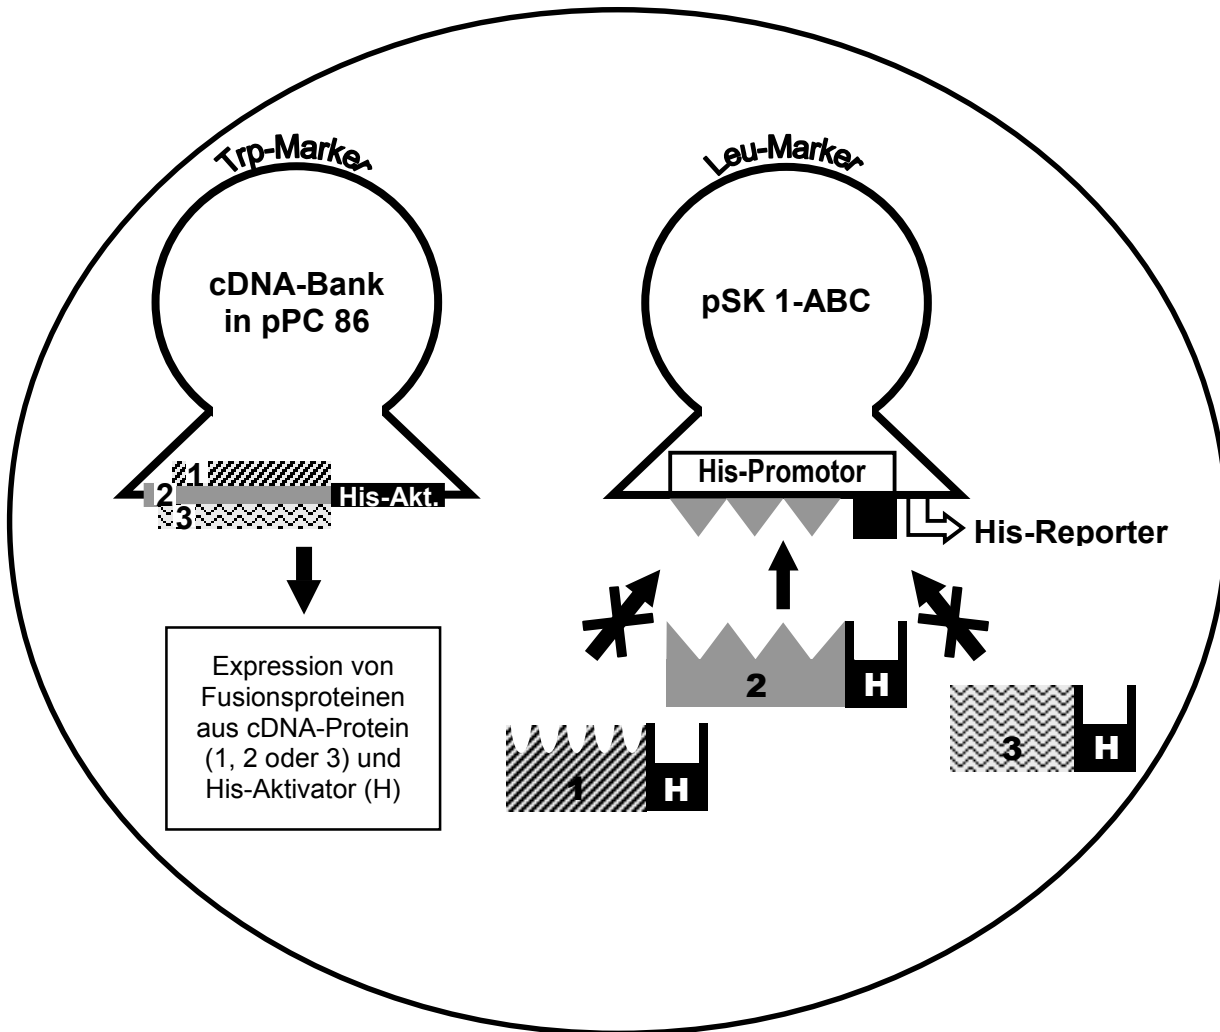 Trp-Marker
cDNA-Bank
in pPC 86
1
2
3
His-Akt.
Expression von
Fusionsproteinen
aus cDNA-Protein
(1, 2 oder 3) und
His-Aktivator (H)
Leu-Marker
pSK 1-ABC
His-Promotor
His-Reporter
2 H
1 H
3 H